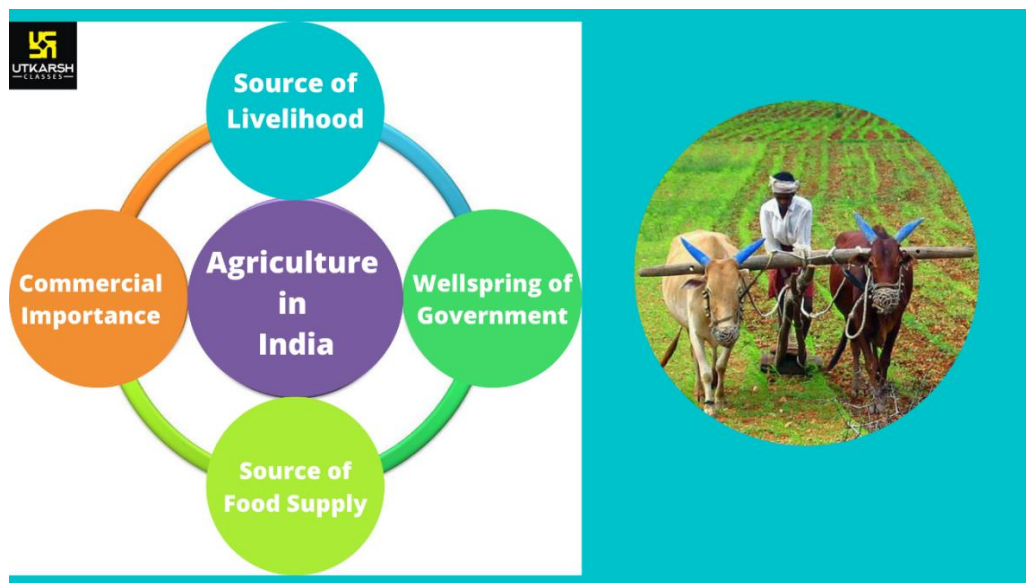 UTKARSH
CLASSES
Source of
Livelihood
Commercial
Importance
Agriculture
in
India
Wellspring of
Government
Source of
Food Supply